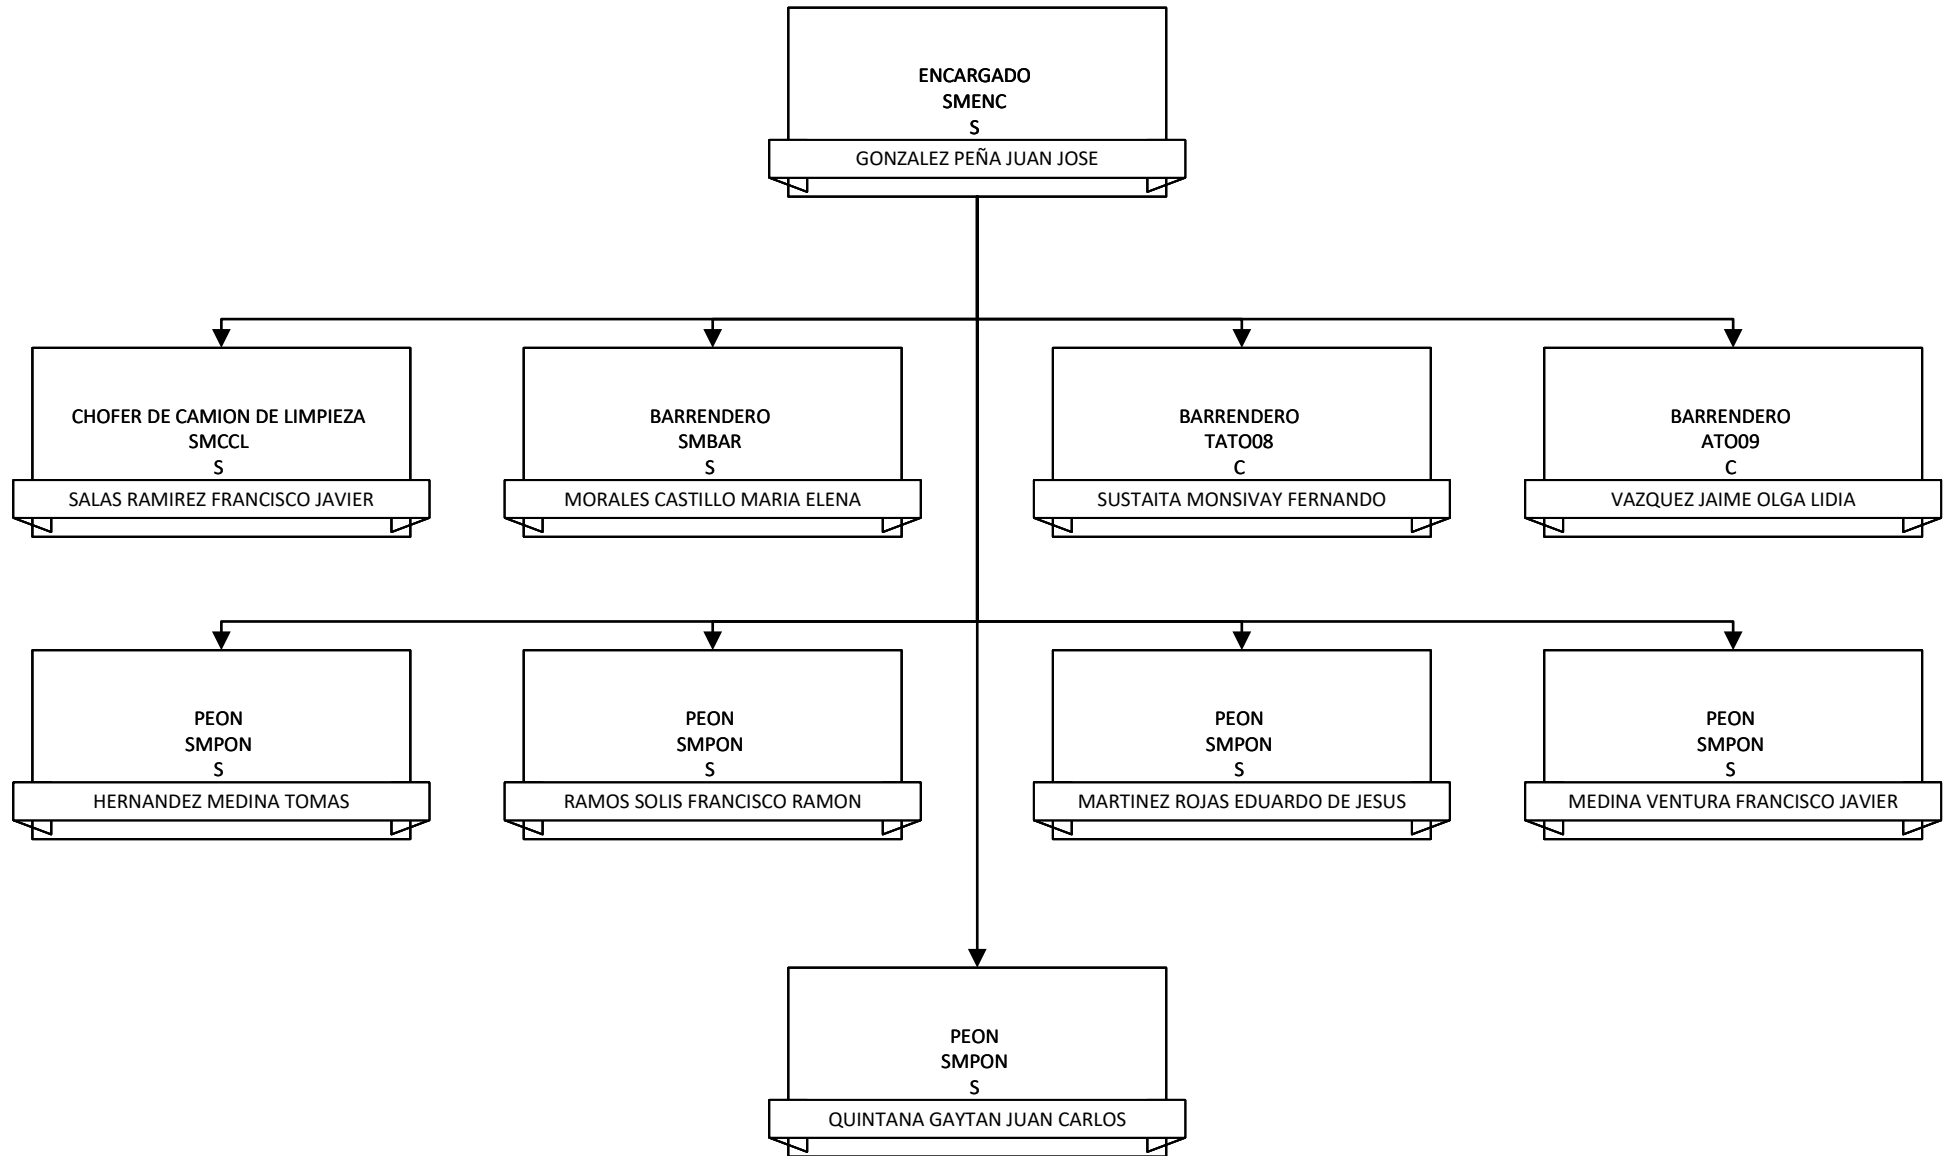 ENCARGADO
SMENC
S
GONZALEZ PEÑA JUAN JOSE
CHOFER DE CAMION DE LIMPIEZA
SMCCL
S
SALAS RAMIREZ FRANCISCO JAVIER
BARRENDERO
SMBAR
S
MORALES CASTILLO MARIA ELENA
BARRENDERO
TATO08
C
SUSTAITA MONSIVAY FERNANDO
BARRENDERO
ATO09
C
VAZQUEZ JAIME OLGA LIDIA
PEON
SMPON
S
HERNANDEZ MEDINA TOMAS
PEON
SMPON
S
RAMOS SOLIS FRANCISCO RAMON
PEON
SMPON
S
MARTINEZ ROJAS EDUARDO DE JESUS
PEON
SMPON
S
MEDINA VENTURA FRANCISCO JAVIER
PEON
SMPON
S
QUINTANA GAYTAN JUAN CARLOS